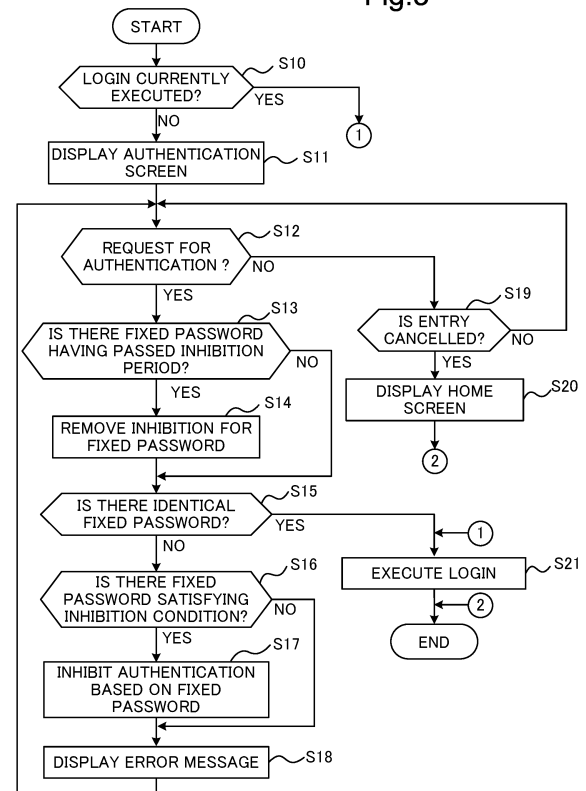 START
LOGIN CURRENTLY
EXECUTED?
S10
YES
NO
1
DISPLAY AUTHENTICATION
SCREEN
S11
REQUEST FOR
AUTHENTICATION ?
S12
NO
YES
IS THERE FIXED PASSWORD
HAVING PASSED INHIBITION
PERIOD?
S13
NO
YES
IS ENTRY
CANCELLED?
S19
NO
YES
REMOVE INHIBITION FOR
FIXED PASSWORD
S14
DISPLAY HOME
SCREEN
S20
2
IS THERE IDENTICAL
FIXED PASSWORD?
S15
YES
NO
1
EXECUTE LOGIN
S21
2
END
IS THERE FIXED
PASSWORD SATISFYING
INHIBITION CONDITION?
S16
NO
YES
INHIBIT AUTHENTICATION
BASED ON FIXED
PASSWORD
S17
DISPLAY ERROR MESSAGE
S18